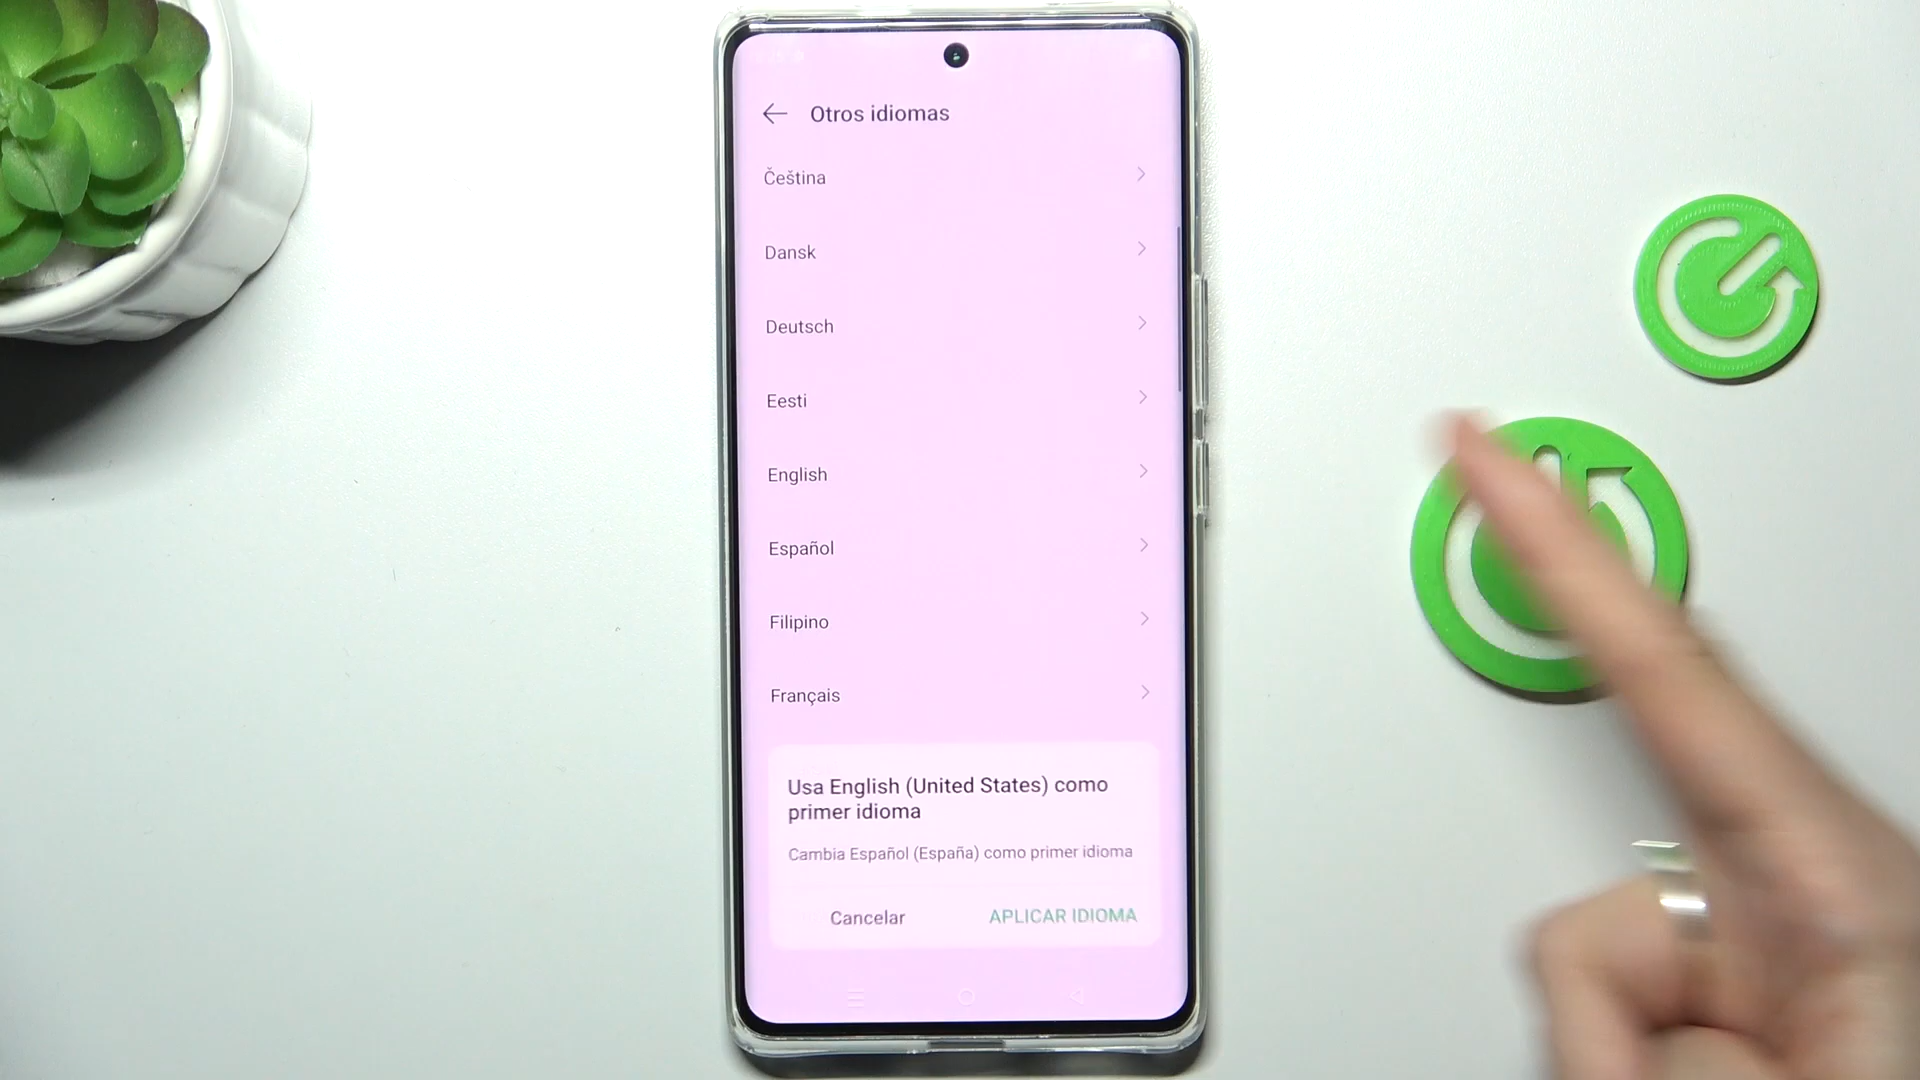 Otros idiomas
Čeština
Dansk
Deutsch
Eesti
English
Español
Filipino
Français
Usa English (United States) como
primer idioma
Cambia Español (España) como primer idioma
Cancelar
APLICAR IDIOMA